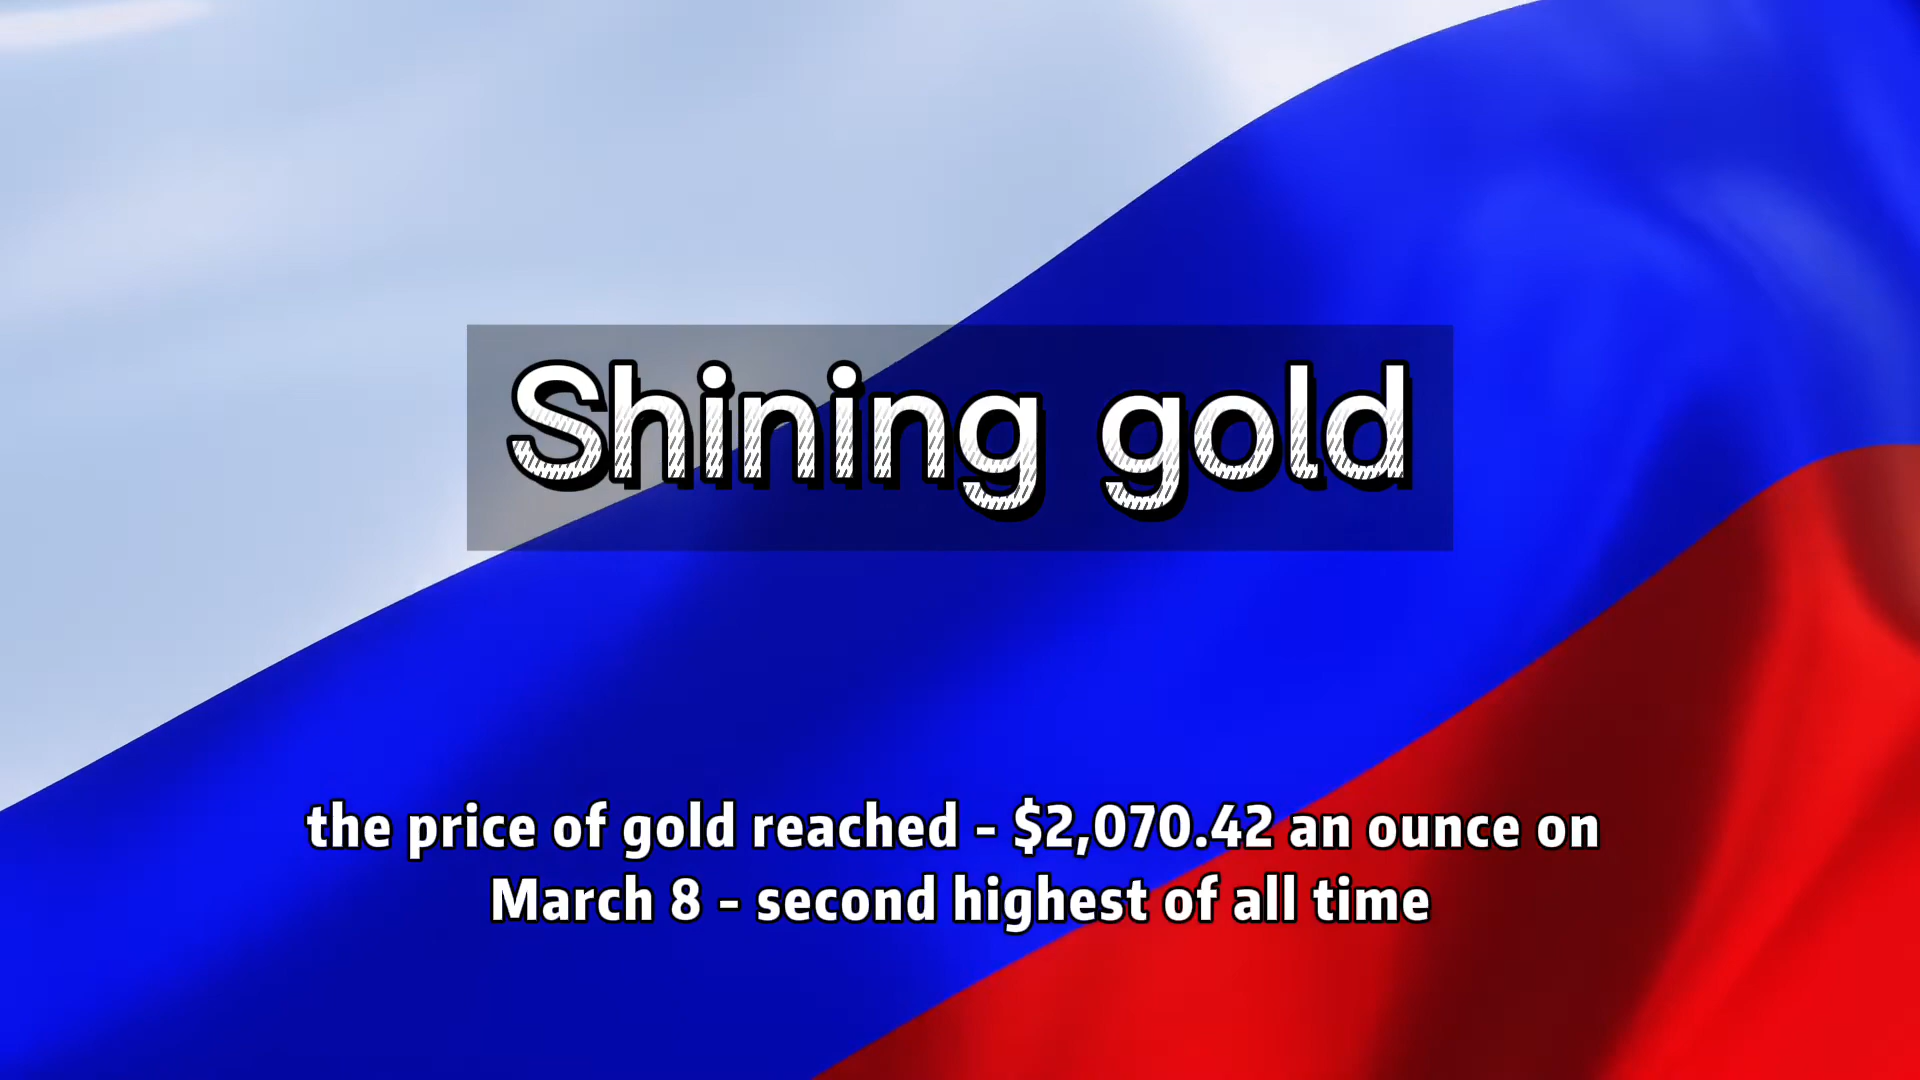 Shining gold
the price of gold reached - $2,070.42 an ounce on
March 8 - second highest of all time